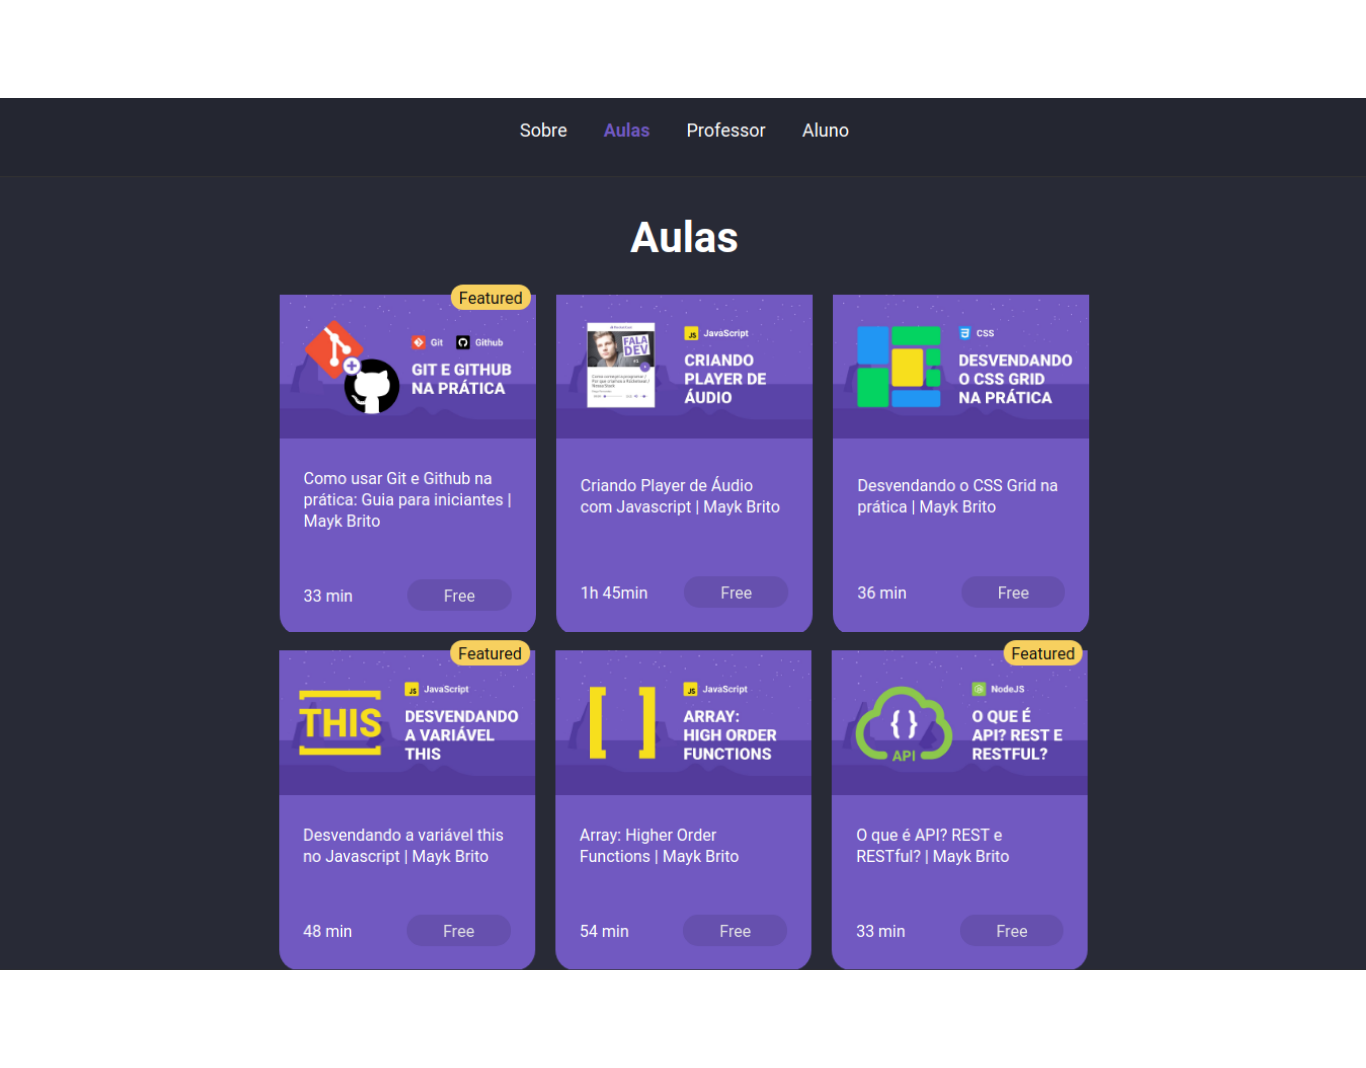 Sobre Aulas Professor Aluno
Aulas
Featured
Git Github
GIT E GITHUB
NA PRÁTICA
Como usar Git e Github na
prática: Guia para iniciantes |
Mayk Brito
33 min Free
FALA
DEV
JS JavaScript
CRIANDO
PLAYER DE
ÁUDIO
Criando Player de Áudio
com Javascript | Mayk Brito
1h 45min Free
CSS
DESVENDANDO
O CSS GRID
NA PRÁTICA
Desvendando o CSS Grid na
prática | Mayk Brito
36 min Free
Featured
THIS
JS JavaScript
DESVENDANDO
A VARIÁVEL
THIS
Desvendando a variável this
no Javascript | Mayk Brito
48 min Free
[ ]
JS JavaScript
ARRAY:
HIGH ORDER
FUNCTIONS
Array: Higher Order
Functions | Mayk Brito
54 min Free
Featured
{ }
API
NodeJS
O QUE É
API? REST E
RESTFUL?
O que é API? REST e
RESTful? | Mayk Brito
33 min Free